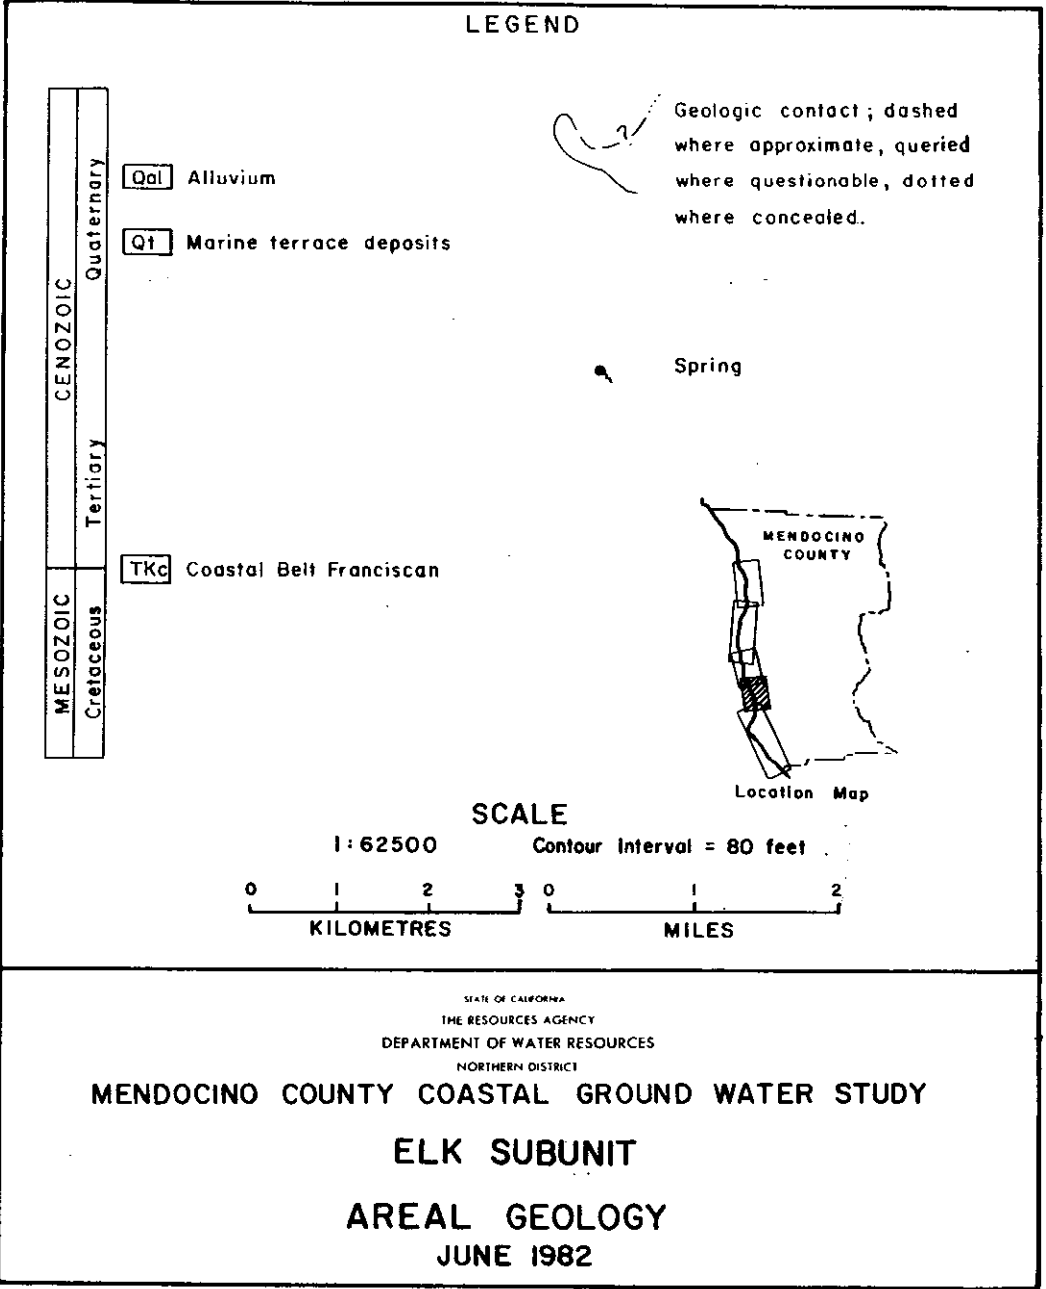 LEGEND
CENOZOIC
Quaternary
Tertiary
MESOZOIC
Cretaceous
Qal Alluvium
Qt Marine terrace deposits
TKc Coastal Belt Franciscan
?
Geologic contact; dashed
where approximate, queried
where questionable, dotted
where concealed.
Spring
MENDOCINO
COUNTY
Location Map
SCALE
1:62500
Contour Interval = 80 feet
0 1 2 3
KILOMETRES
0 1 2
MILES
STATE OF CALIFORNIA
THE RESOURCES AGENCY
DEPARTMENT OF WATER RESOURCES
NORTHERN DISTRICT
MENDOCINO COUNTY COASTAL GROUND WATER STUDY
ELK SUBUNIT
AREAL GEOLOGY
JUNE 1982